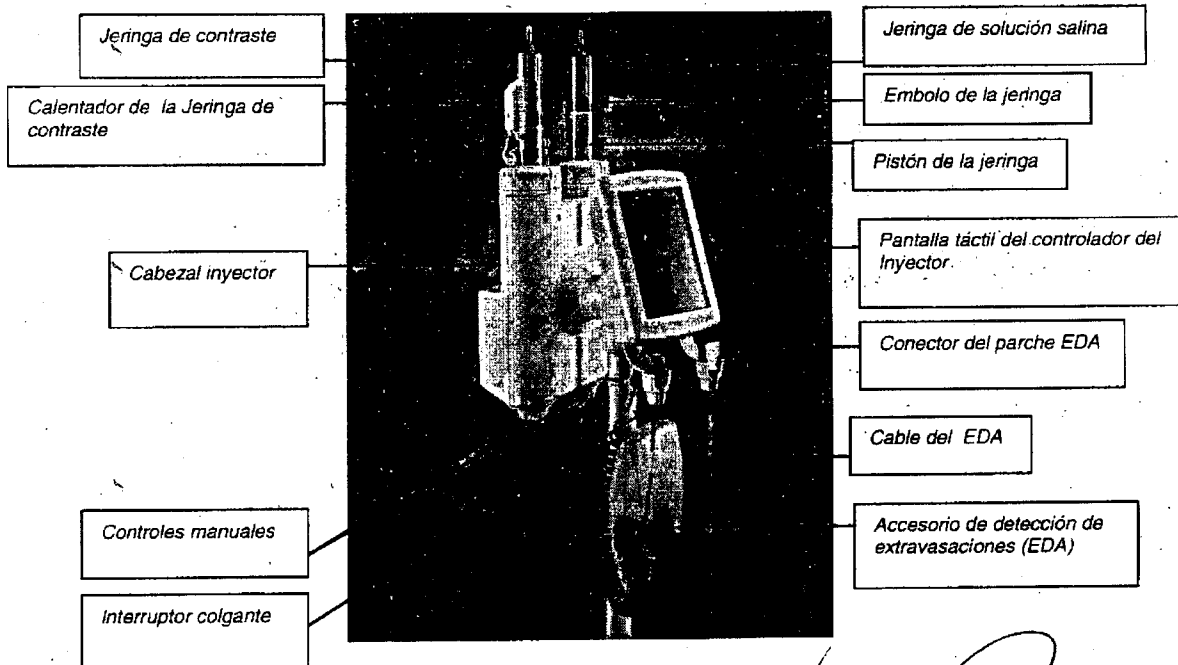 Jeringa de contraste
Calentador de la Jeringa de
contraste
Cabezal inyector
Controles manuales
Interruptor colgante
Jeringa de solución salina
Embolo de la jeringa
Pistón de la jeringa
Pantalla táctil del controlador del
Inyector.
Conector del parche EDA
Cable del EDA
Accesorio de detección de
extravasaciones (EDA)